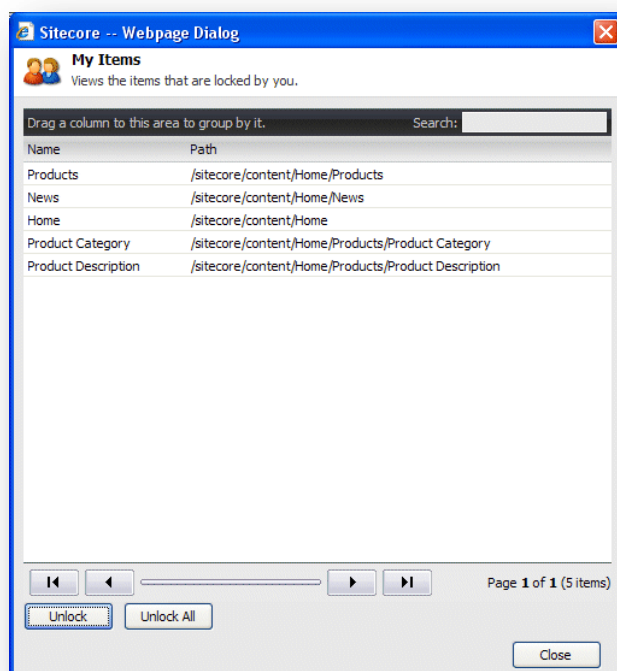 Sitecore -- Webpage Dialog
My Items
Views the items that are locked by you.
Drag a column to this area to group by it. Search:
Name Path
Products /sitecore/content/Home/Products
News /sitecore/content/Home/News
Home /sitecore/content/Home
Product Category /sitecore/content/Home/Products/Product Category
Product Description /sitecore/content/Home/Products/Product Description
Page 1 of 1 (5 items)
Unlock Unlock All
Close